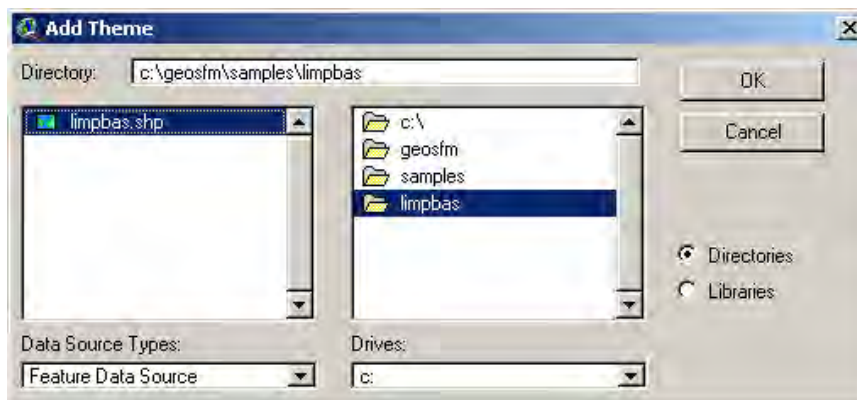 Add Theme
Directory: c:\geosfm\samples\limpbas
OK
limpbas.shp
c:\
geosfm
samples
limpbas
Cancel
Directories
Libraries
Data Source Types:
Drives:
Feature Data Source
c: